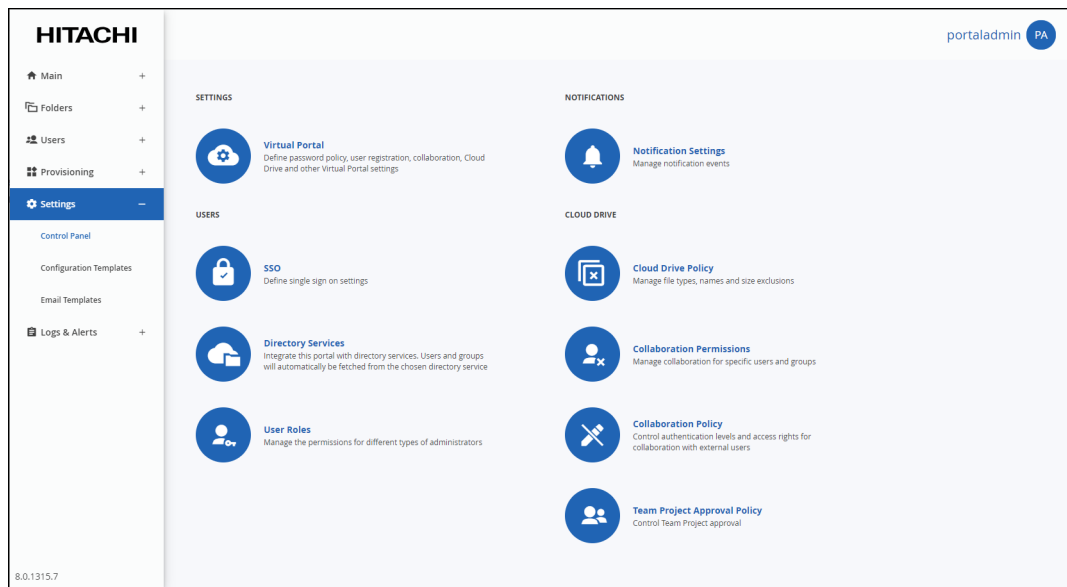 HITACHI
portaladmin PA
Main +
Folders +
Users +
Provisioning +
Settings –
Control Panel
Configuration Templates
Email Templates
Logs & Alerts +
8.0.1315.7
SETTINGS
Virtual Portal
Define password policy, user registration, collaboration, Cloud
Drive and other Virtual Portal settings
USERS
SSO
Define single sign on settings
Directory Services
Integrate this portal with directory services. Users and groups
will automatically be fetched from the chosen directory service
User Roles
Manage the permissions for different types of administrators
NOTIFICATIONS
Notification Settings
Manage notification events
CLOUD DRIVE
Cloud Drive Policy
Manage file types, names and size exclusions
Collaboration Permissions
Manage collaboration for specific users and groups
Collaboration Policy
Control authentication levels and access rights for
collaboration with external users
Team Project Approval Policy
Control Team Project approval